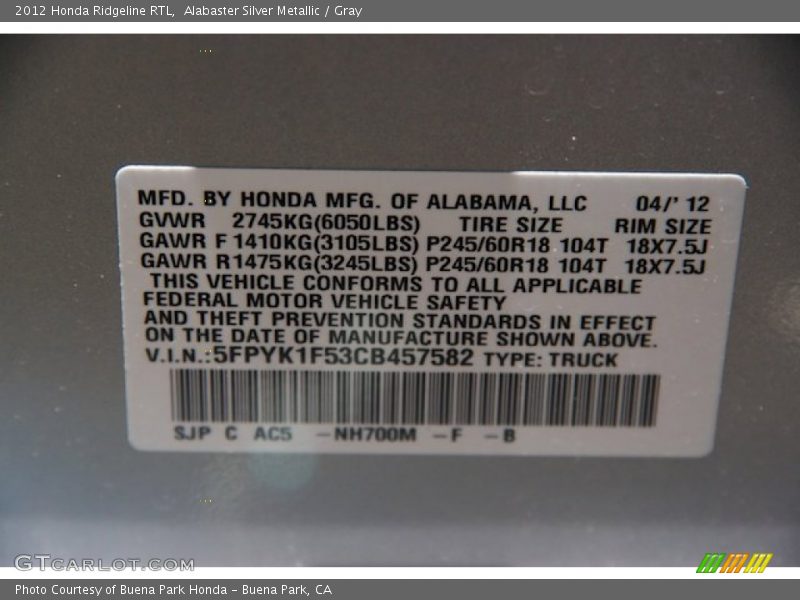 2012 Honda Ridgeline RTL,  Alabaster Silver Metallic / Gray
MFD. BY HONDA MFG. OF ALABAMA, LLC 04/' 12
GVWR 2745KG(6050LBS) TIRE SIZE RIM SIZE
GAWR F 1410KG(3105LBS) P245/60R18 104T 18X7.5J
GAWR R1475KG(3245LBS) P245/60R18 104T 18X7.5J
THIS VEHICLE CONFORMS TO ALL APPLICABLE
FEDERAL MOTOR VEHICLE SAFETY
AND THEFT PREVENTION STANDARDS IN EFFECT
ON THE DATE OF MANUFACTURE SHOWN ABOVE.
V.I.N.:5FPYK1F53CB457582 TYPE: TRUCK
SJP C AC5 -NH700M -F -B
GTCARLOT.COM
Photo Courtesy of Buena Park Honda - Buena Park, CA